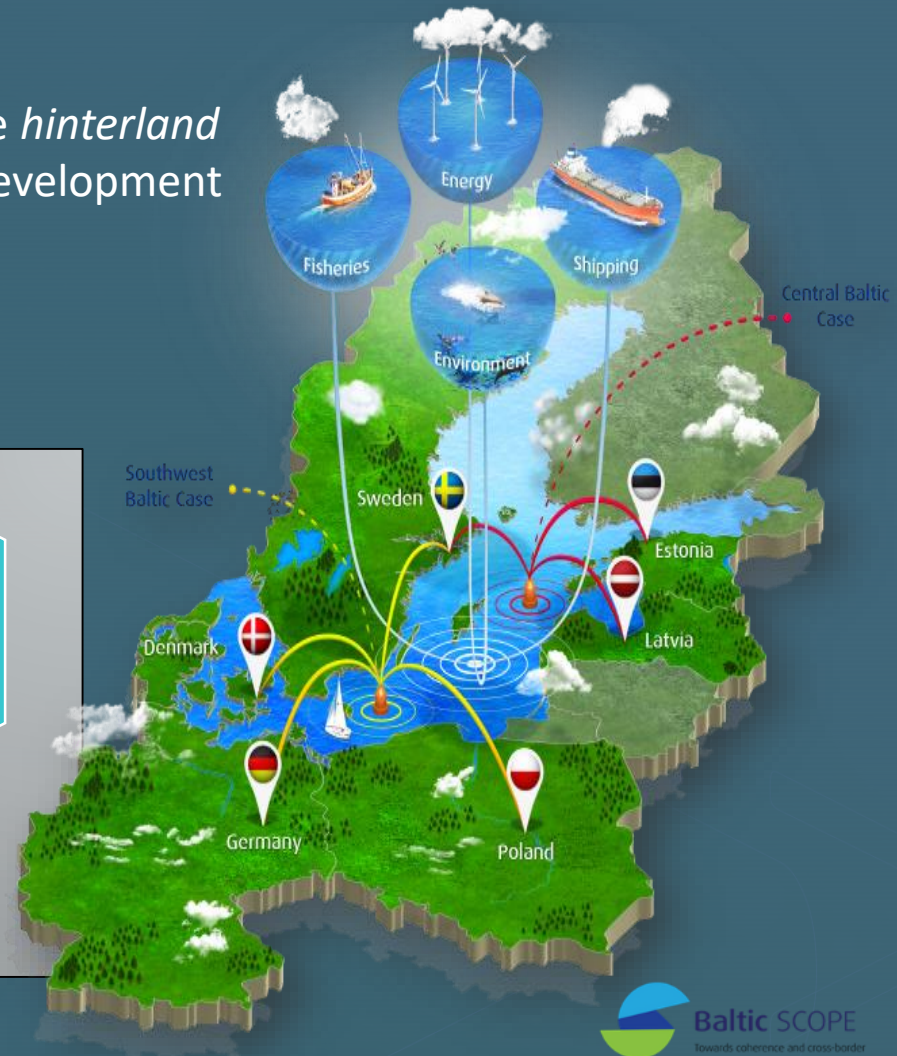 hinterland
evelopment
Energy
Fisheries
Shipping
Environment
Central Baltic
Case
Southwest
Baltic Case
Sweden
Estonia
Latvia
Denmark
Germany
Poland
Baltic SCOPE
Towards coherence and cross-border